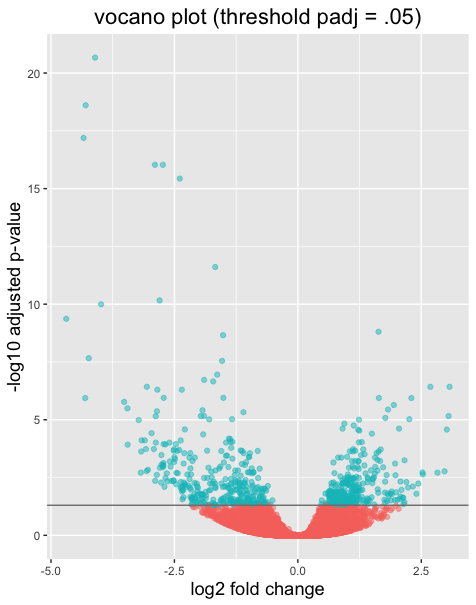 vocano plot (threshold padj = .05)
-log10 adjusted p-value
20
15
10
5
0
-5.0 -2.5 0.0 2.5
log2 fold change